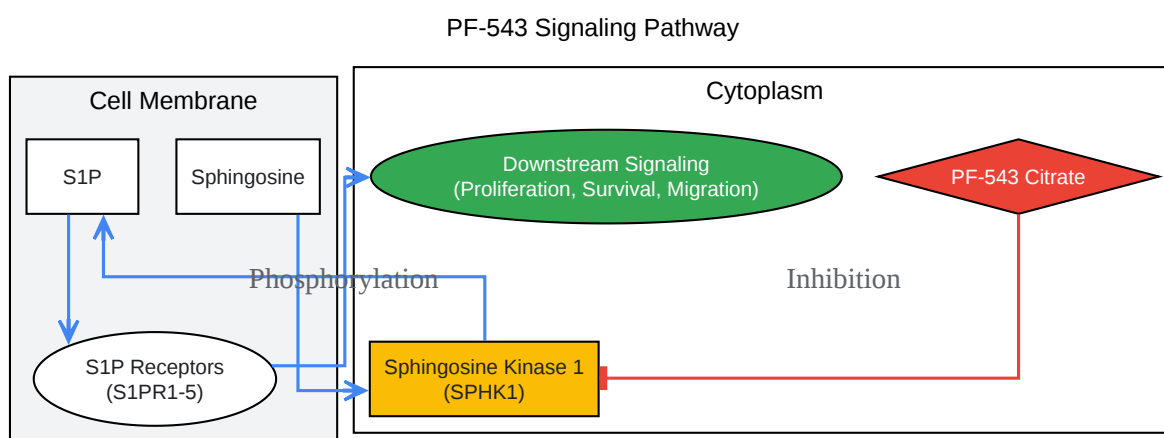 PF-543 Signaling Pathway
Cell Membrane
Cytoplasm
S1P
Sphingosine
Downstream Signaling
(Proliferation, Survival, Migration)
PF-543 Citrate
Phosphorylation
Inhibition
S1P Receptors
(S1PR1-5)
Sphingosine Kinase 1
(SPHK1)